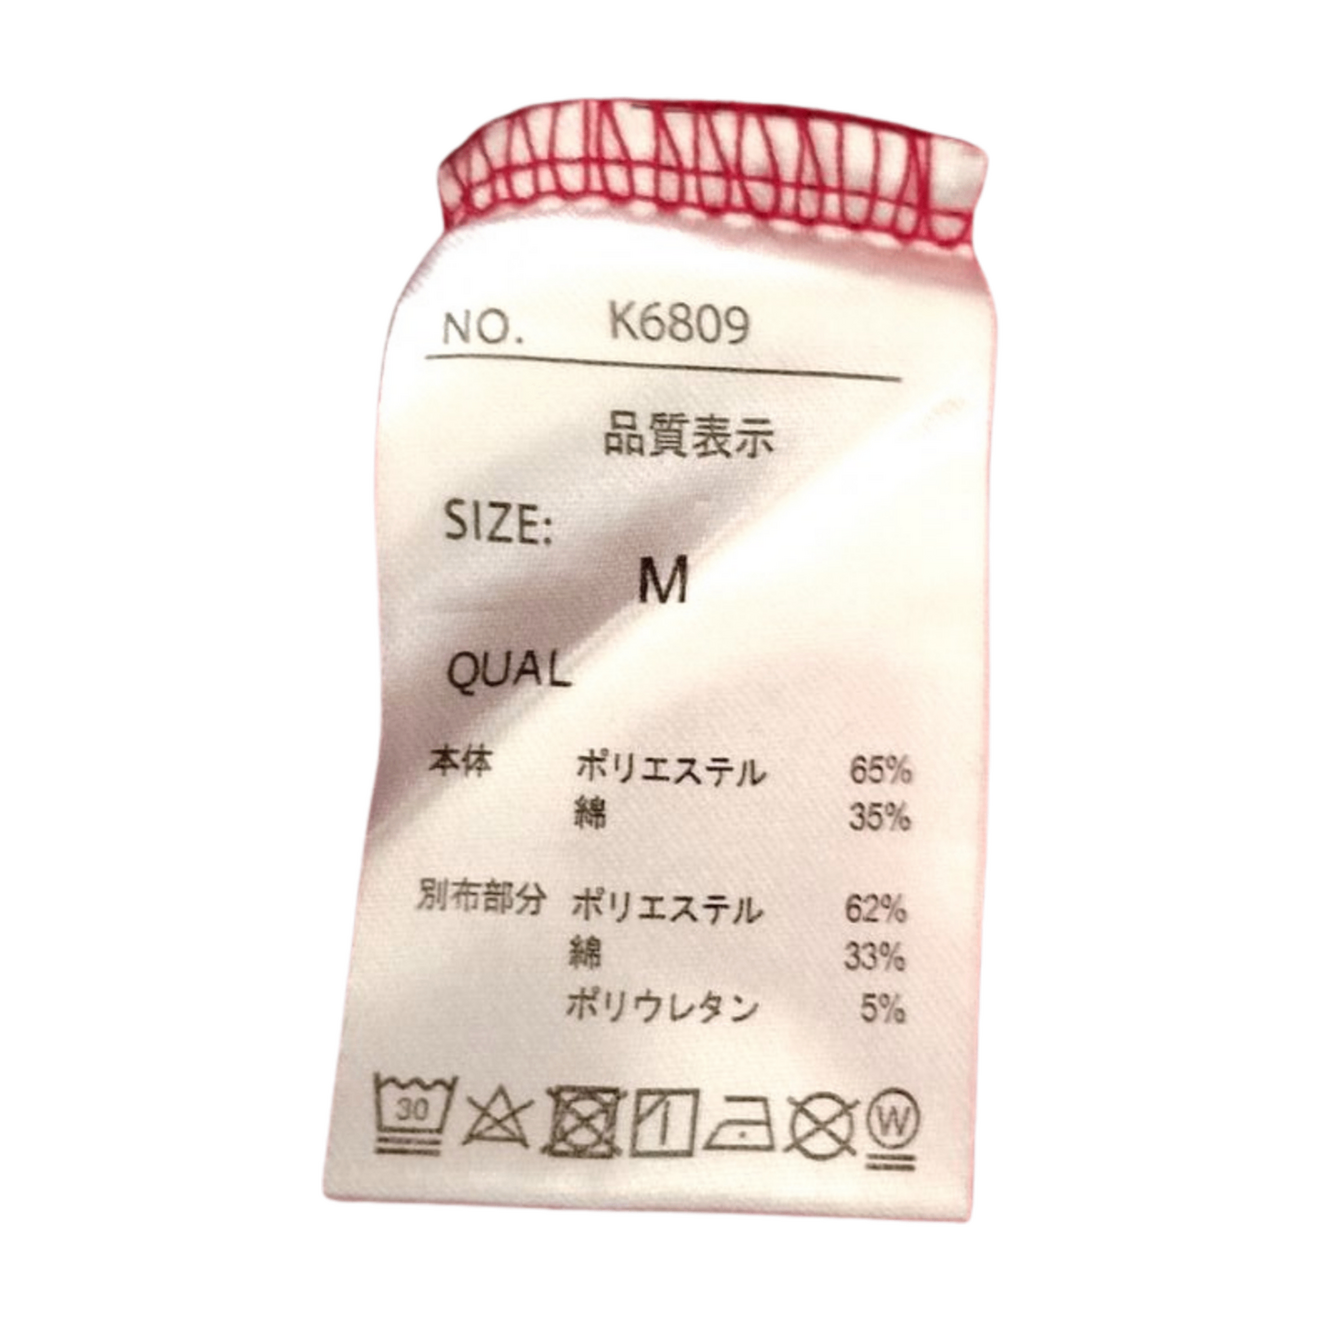 NO. K6809
品質表示
SIZE:
M
QUAL
本体 ポリエステル 65%
綿 35%
別布部分 ポリエステル 62%
綿 33%
ポリウレタン 5%
30 W